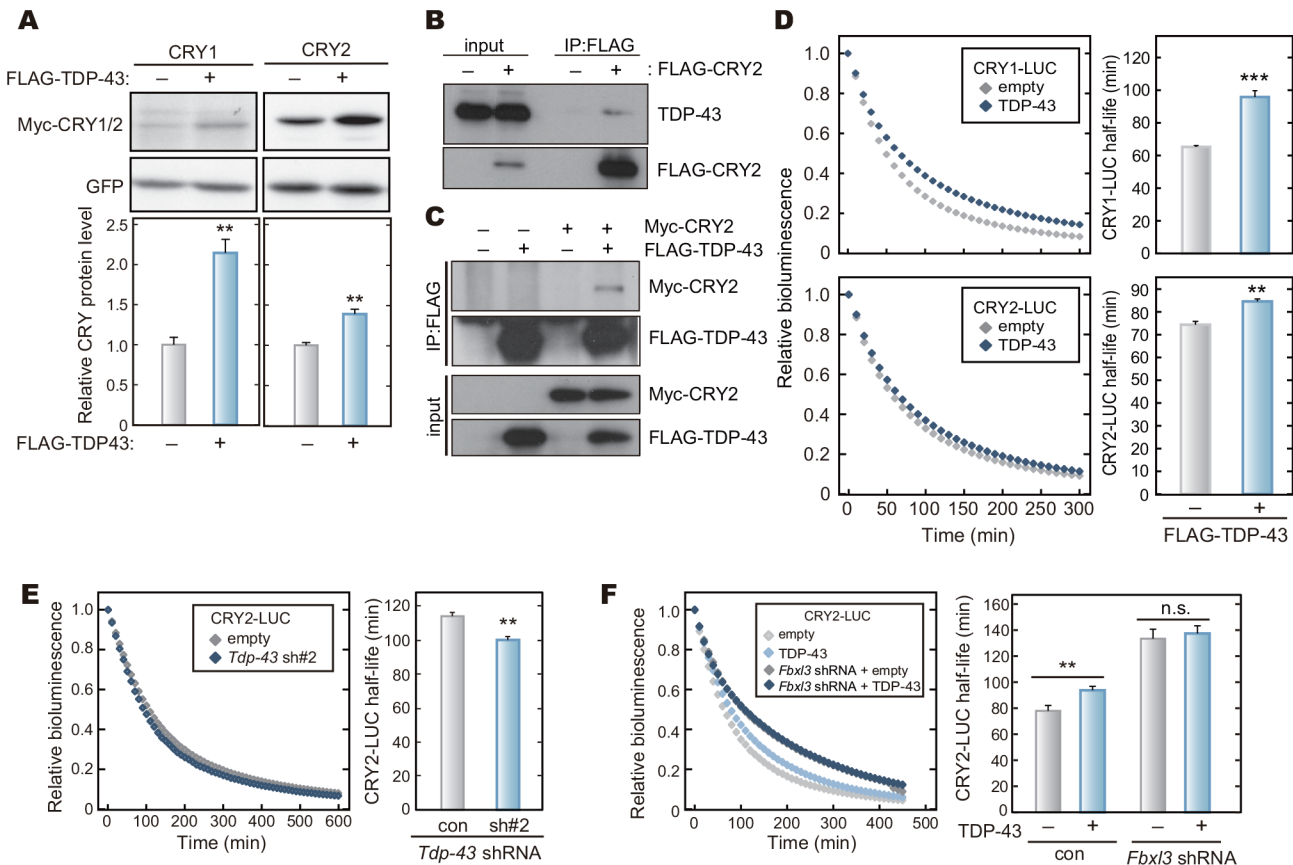 A
CRY1 CRY2
FLAG-TDP-43: – + – +
Myc-CRY1/2
GFP
Relative CRY protein level
2.5
2.0
1.5
1.0
0.5
0
** **
FLAG-TDP43: – + – +
B
input IP:FLAG
– + – + : FLAG-CRY2
TDP-43
FLAG-CRY2
C
– – + + Myc-CRY2
– + – + FLAG-TDP-43
IP:FLAG
Myc-CRY2
FLAG-TDP-43
input
Myc-CRY2
FLAG-TDP-43
D
Relative bioluminescence
1.0
0.8
0.6
0.4
0.2
0
CRY1-LUC
empty
TDP-43
CRY1-LUC half-life (min)
120
100
80
60
40
20
0
***
1.0
0.8
0.6
0.4
0.2
0
CRY2-LUC
empty
TDP-43
0 50 100 150 200 250 300
Time (min)
CRY2-LUC half-life (min)
90
80
70
60
50
40
30
20
10
0
**
– +
FLAG-TDP-43
E
Relative bioluminescence
1.0
0.8
0.6
0.4
0.2
0
CRY2-LUC
empty
Tdp-43 sh#2
0 100 200 300 400 500 600
Time (min)
CRY2-LUC half-life (min)
120
100
80
60
40
20
0
**
con sh#2
Tdp-43 shRNA
F
Relative bioluminescence
1.0
0.8
0.6
0.4
0.2
0
CRY2-LUC
empty
TDP-43
Fbxl3 shRNA + empty
Fbxl3 shRNA + TDP-43
0 100 200 300 400 500
Time (min)
CRY2-LUC half-life (min)
160
140
120
100
80
60
40
20
0
**
n.s.
TDP-43 – + – +
con Fbxl3 shRNA